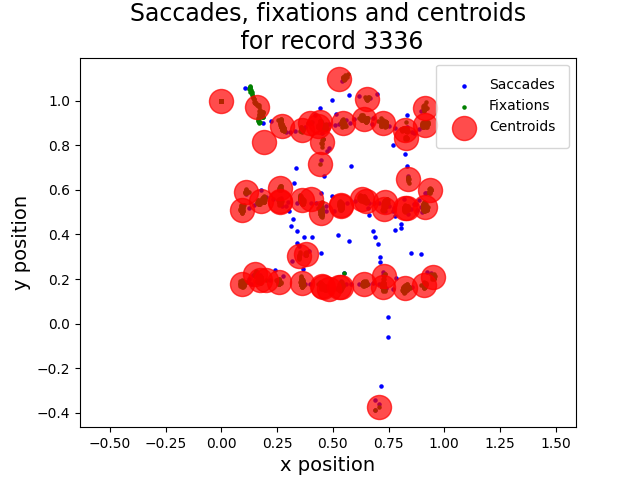 Saccades, fixations and centroids
for record 3336
Saccades
Fixations
Centroids
y position
1.0
0.8
0.6
0.4
0.2
0.0
−0.2
−0.4
−0.50
−0.25
0.00
0.25
0.50
0.75
1.00
1.25
1.50
x position